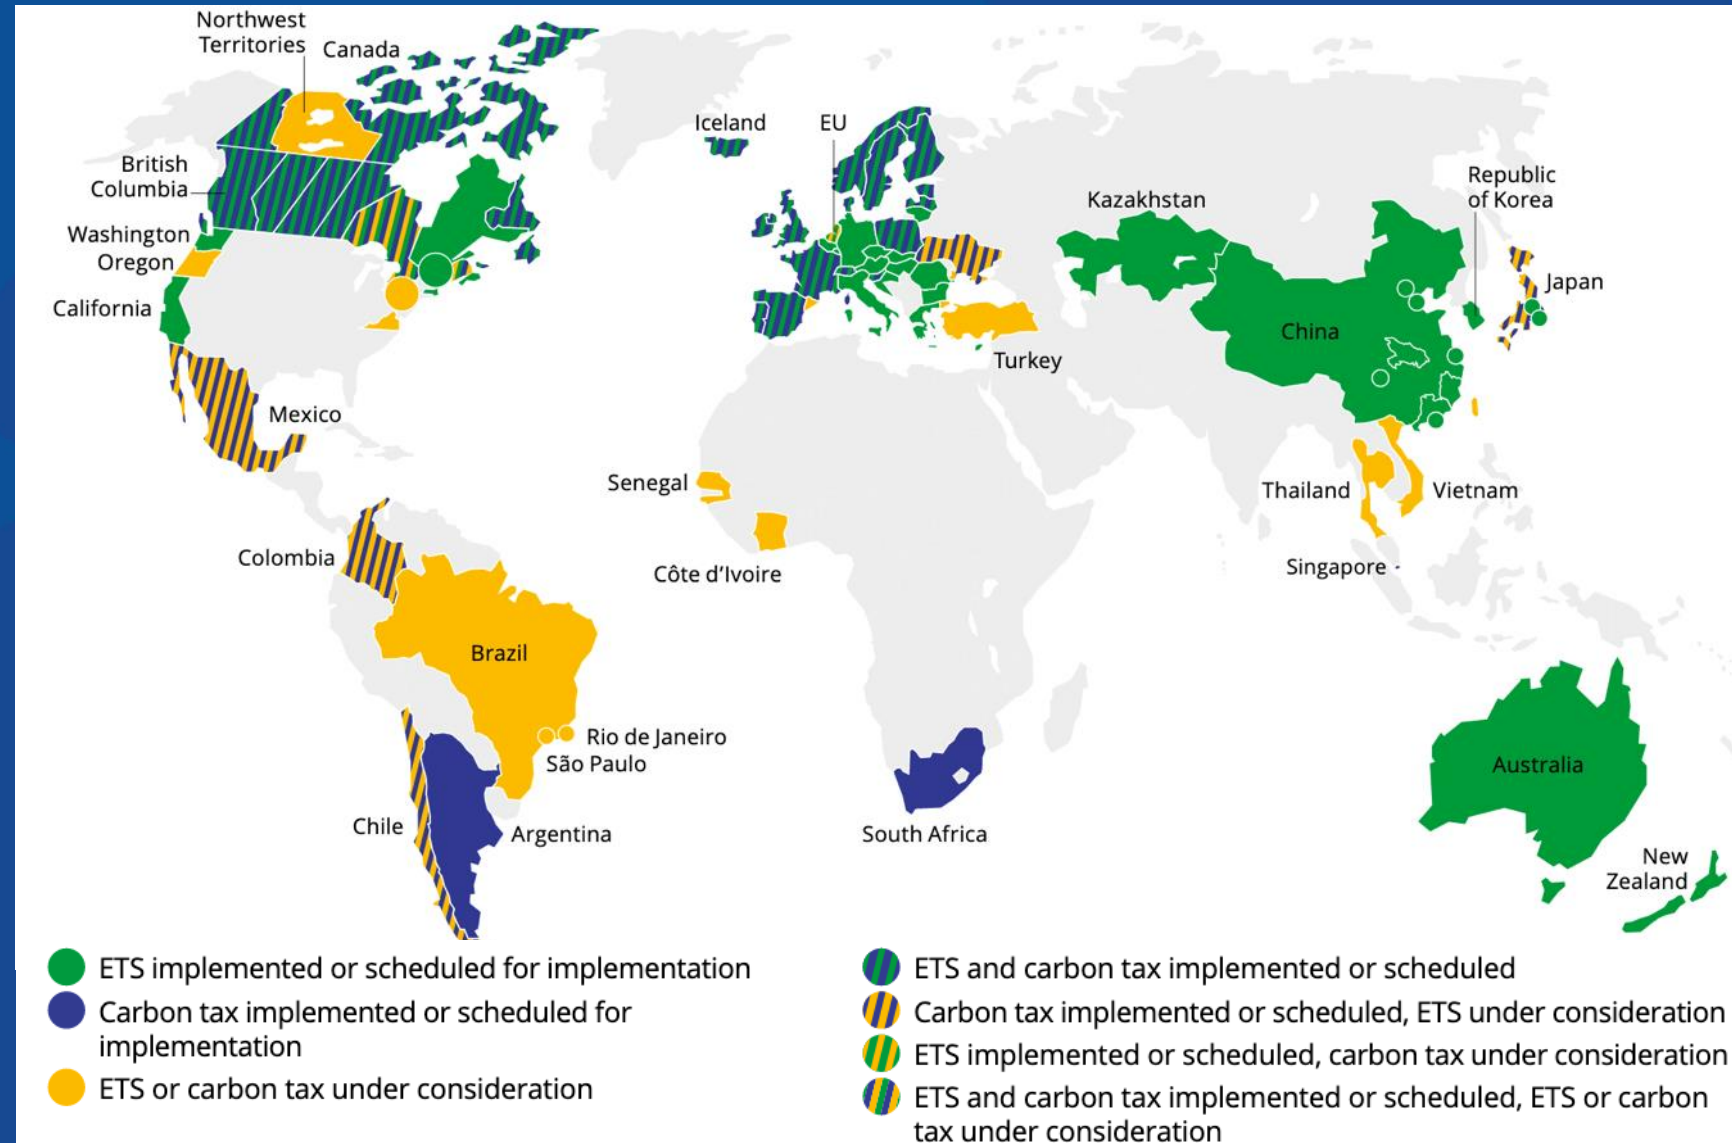 Northwest
Territories
Canada
British
Columbia
Washington
Oregon
California
Mexico
Colombia
Brazil
Rio de Janeiro
São Paulo
Chile
Argentina
Iceland
EU
Turkey
Senegal
Côte d’Ivoire
South Africa
Kazakhstan
China
Republic
of Korea
Japan
Thailand
Vietnam
Singapore
Australia
New
Zealand
ETS implemented or scheduled for implementation
Carbon tax implemented or scheduled for
implementation
ETS or carbon tax under consideration
ETS and carbon tax implemented or scheduled
Carbon tax implemented or scheduled, ETS under consideration
ETS implemented or scheduled, carbon tax under consideration
ETS and carbon tax implemented or scheduled, ETS or carbon
tax under consideration